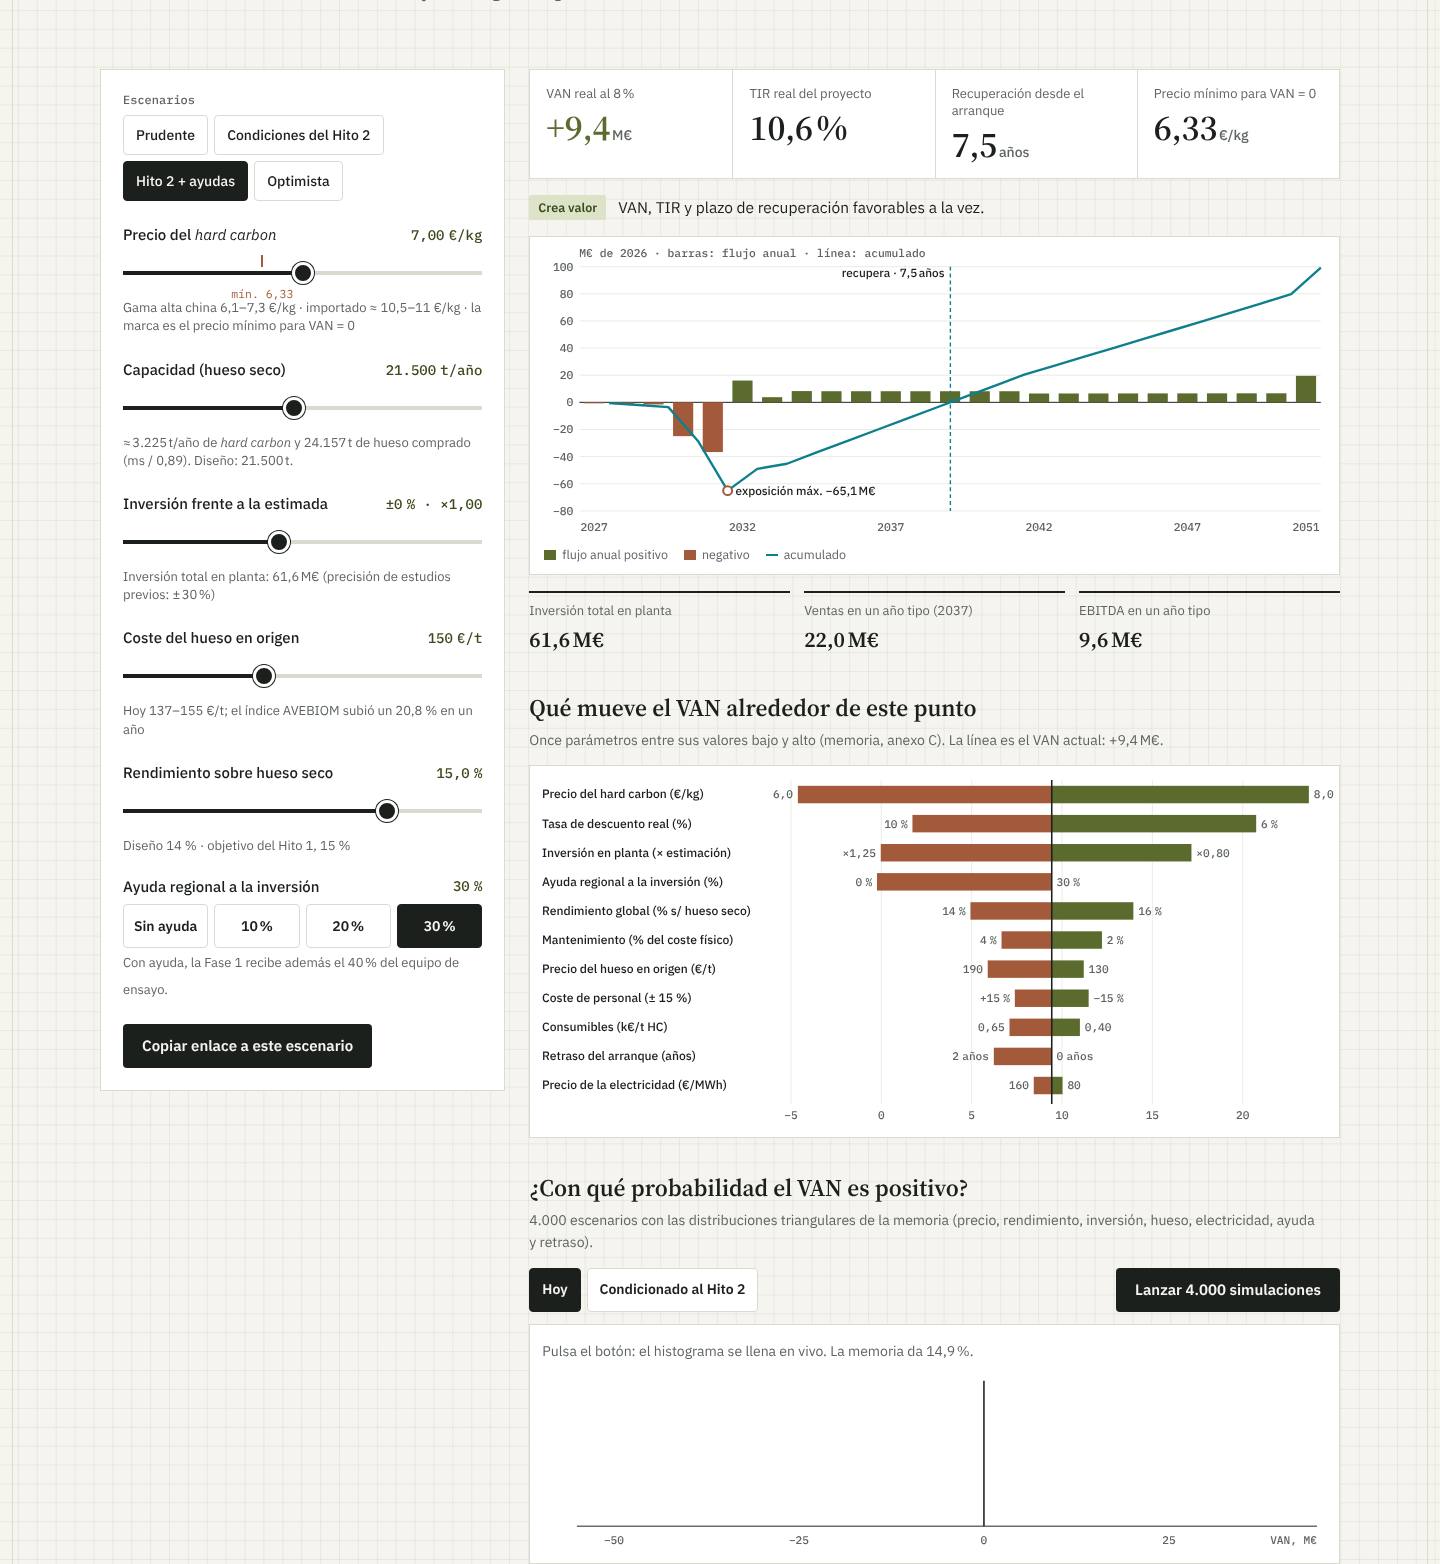 Escenarios
Prudente
Condiciones del Hito 2
Hito 2 + ayudas
Optimista
Precio del hard carbon
7,00 €/kg
mín. 6,33
Gama alta china 6,1–7,3 €/kg · importado ≈ 10,5–11 €/kg · la
marca es el precio mínimo para VAN = 0
Capacidad (hueso seco)
21.500 t/año
≈ 3.225 t/año de hard carbon y 24.157 t de hueso comprado
(ms / 0,89). Diseño: 21.500 t.
Inversión frente a la estimada
±0 % · ×1,00
Inversión total en planta: 61,6 M€ (precisión de estudios
previos: ±30 %)
Coste del hueso en origen
150 €/t
Hoy 137–155 €/t; el índice AVEBIOM subió un 20,8 % en un
año
Rendimiento sobre hueso seco
15,0 %
Diseño 14 % · objetivo del Hito 1, 15 %
Ayuda regional a la inversión
30 %
Sin ayuda
10 %
20 %
30 %
Con ayuda, la Fase 1 recibe además el 40 % del equipo de
ensayo.
Copiar enlace a este escenario
VAN real al 8 %
+9,4 M€
TIR real del proyecto
10,6 %
Recuperación desde el
arranque
7,5 años
Precio mínimo para VAN = 0
6,33 €/kg
Crea valor
VAN, TIR y plazo de recuperación favorables a la vez.
M€ de 2026 · barras: flujo anual · línea: acumulado
recupera · 7,5 años
100
80
60
40
20
0
−20
−40
−60
−80
exposición máx. −65,1 M€
2027
2032
2037
2042
2047
2051
flujo anual positivo
negativo
acumulado
Inversión total en planta
61,6 M€
Ventas en un año tipo (2037)
22,0 M€
EBITDA en un año tipo
9,6 M€
Qué mueve el VAN alrededor de este punto
Once parámetros entre sus valores bajo y alto (memoria, anexo C). La línea es el VAN actual: +9,4 M€.
Precio del hard carbon (€/kg)
6,0
8,0
Tasa de descuento real (%)
10 %
6 %
Inversión en planta (× estimación)
×1,25
×0,80
Ayuda regional a la inversión (%)
0 %
30 %
Rendimiento global (% s/ hueso seco)
14 %
16 %
Mantenimiento (% del coste físico)
4 %
2 %
Precio del hueso en origen (€/t)
190
130
Coste de personal (± 15 %)
+15 %
−15 %
Consumibles (k€/t HC)
0,65
0,40
Retraso del arranque (años)
2 años
0 años
Precio de la electricidad (€/MWh)
160
80
−5
0
5
10
15
20
¿Con qué probabilidad el VAN es positivo?
4.000 escenarios con las distribuciones triangulares de la memoria (precio, rendimiento, inversión, hueso, electricidad, ayuda
y retraso).
Hoy
Condicionado al Hito 2
Lanzar 4.000 simulaciones
Pulsa el botón: el histograma se llena en vivo. La memoria da 14,9 %.
−50
−25
0
25
VAN, M€